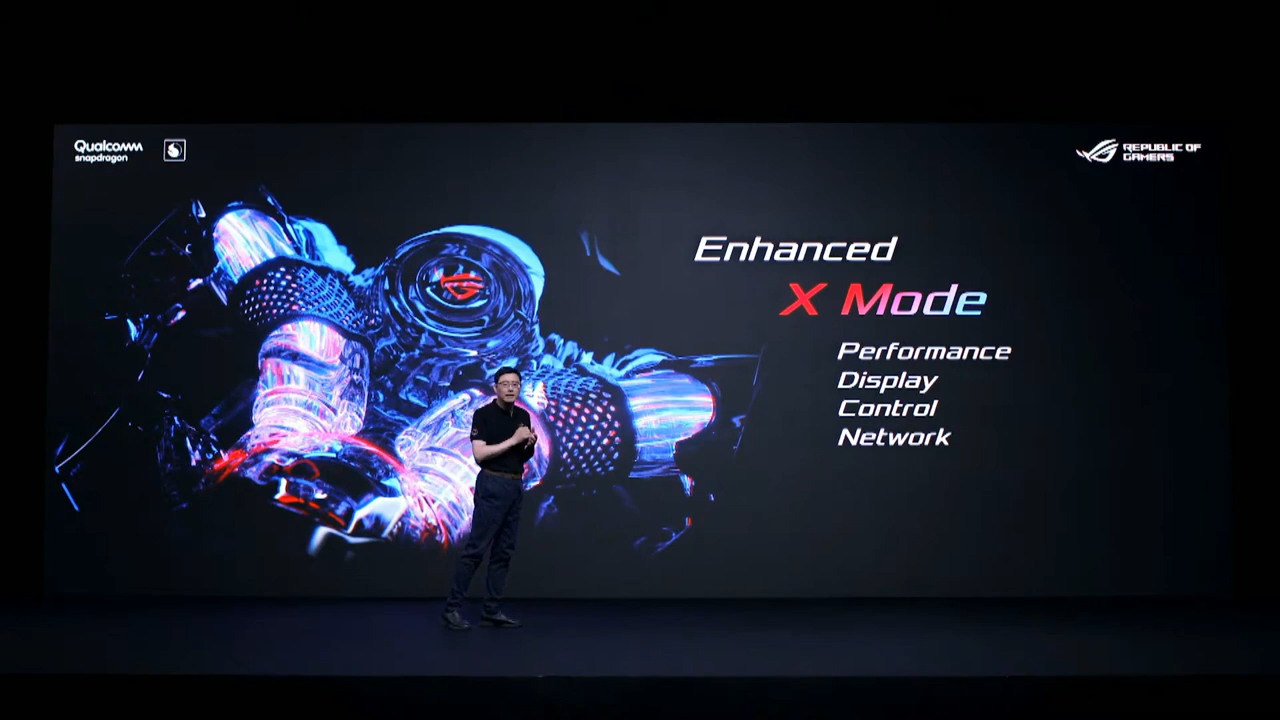 Qualcomm
snapdragon
REPUBLIC OF
GAMERS
Enhanced
X Mode
Performance
Display
Control
Network